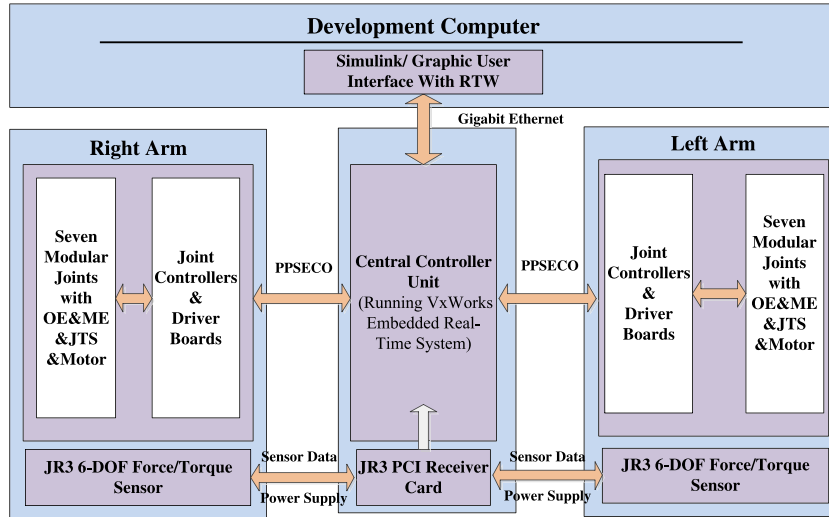 Development Computer
Simulink/ Graphic User
Interface With RTW
Gigabit Ethernet
Right Arm
Seven
Modular
Joints
with
OE&ME
&JTS
&Motor
Joint
Controllers
&
Driver
Boards
PPSECO
Central Controller
Unit
(Running VxWorks
Embedded Real-
Time System)
PPSECO
Left Arm
Joint
Controllers
&
Driver
Boards
Seven
Modular
Joints
with
OE&ME
&JTS
&Motor
JR3 6-DOF Force/Torque
Sensor
Sensor Data
Power Supply
JR3 PCI Receiver
Card
Sensor Data
Power Supply
JR3 6-DOF Force/Torque
Sensor